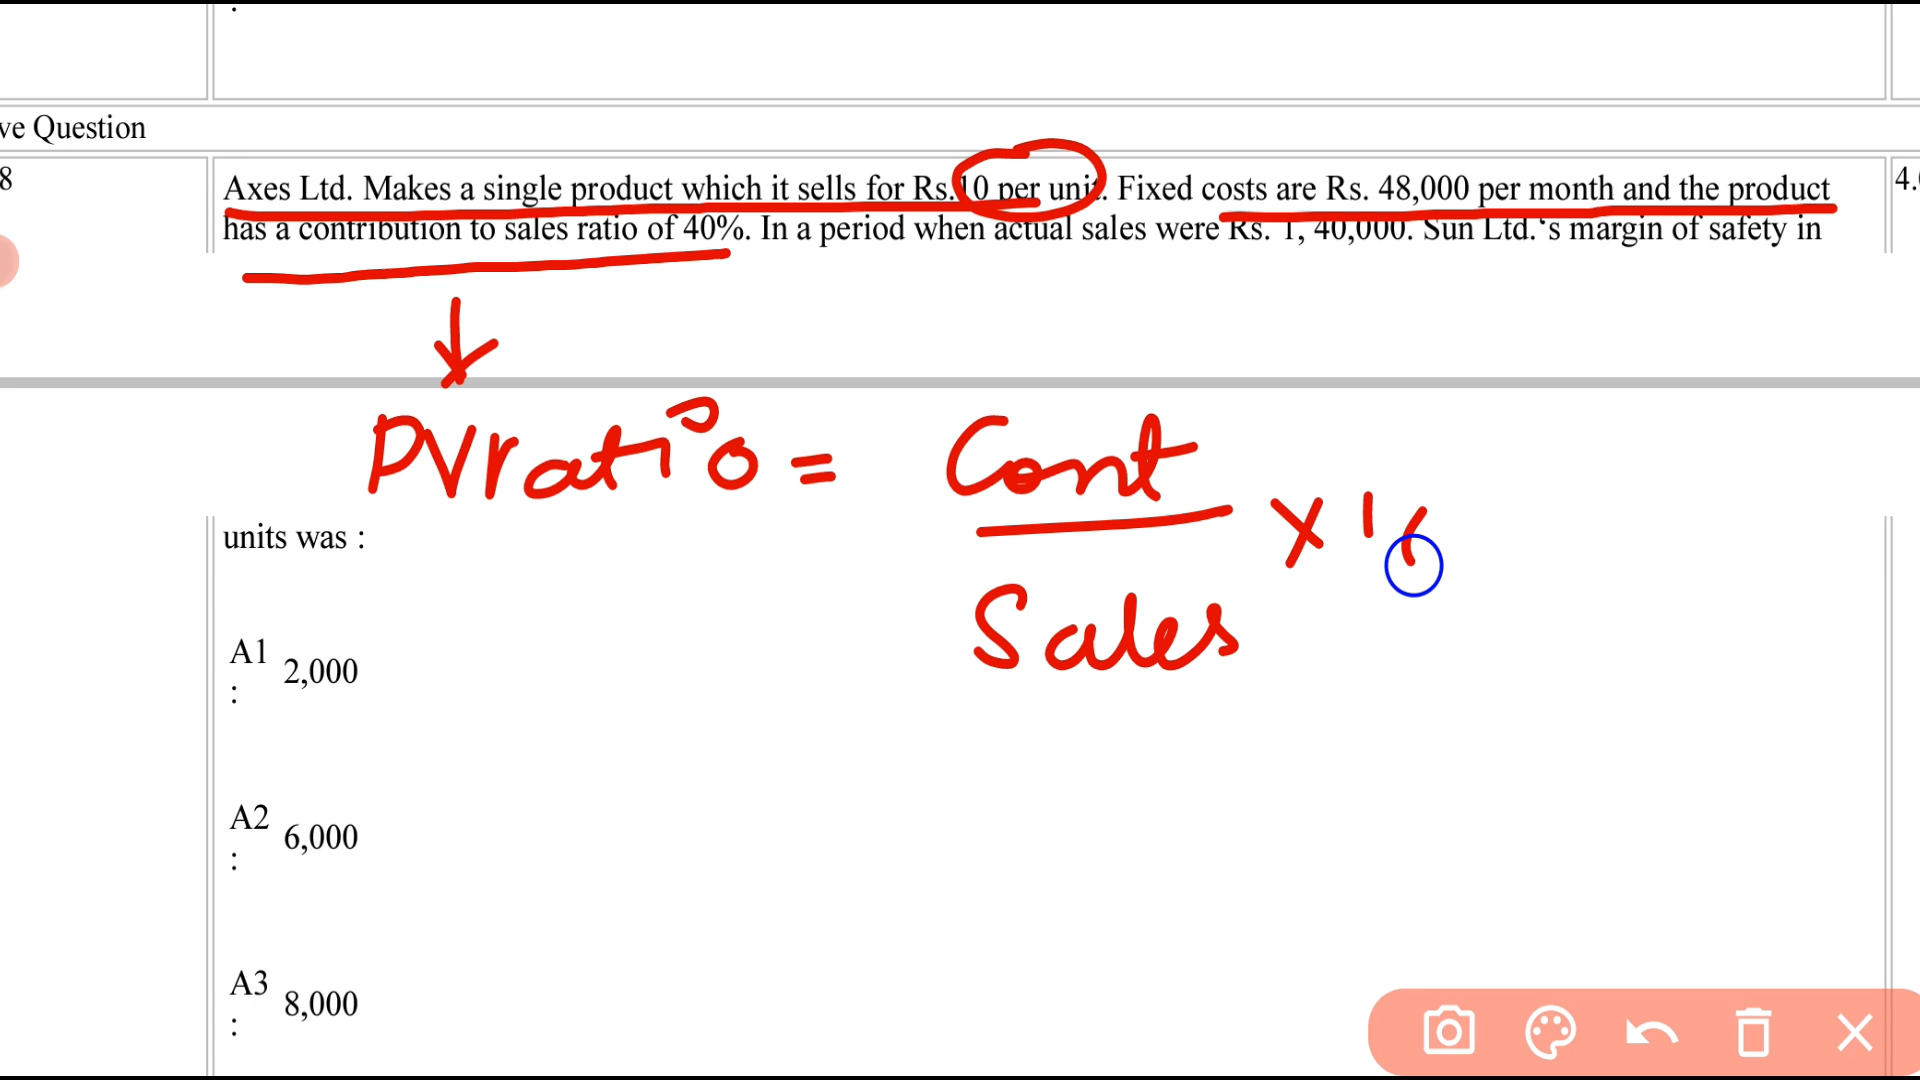 :
ve Question
8
Axes Ltd. Makes a single product which it sells for Rs.10 per unit. Fixed costs are Rs. 48,000 per month and the product
4.
has a contribution to sales ratio of 40%. In a period when actual sales were Rs. 1, 40,000. Sun Ltd.‘s margin of safety in
PV ratio = Cont
Sales
X 10
units was :
A1
:
2,000
A2
:
6,000
A3
:
8,000